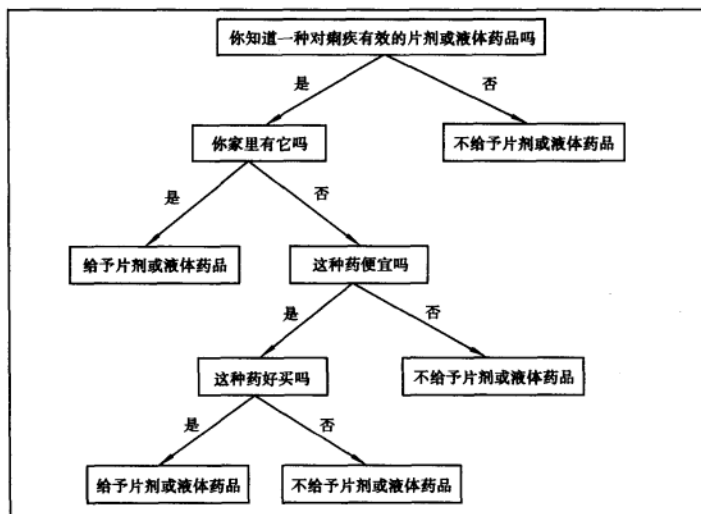 你知道一种对痢疾有效的片剂或液体药品吗
是
否
你家里有它吗
不给予片剂或液体药品
是
否
给予片剂或液体药品
这种药便宜吗
是
否
这种药好买吗
不给予片剂或液体药品
是
否
给予片剂或液体药品
不给予片剂或液体药品